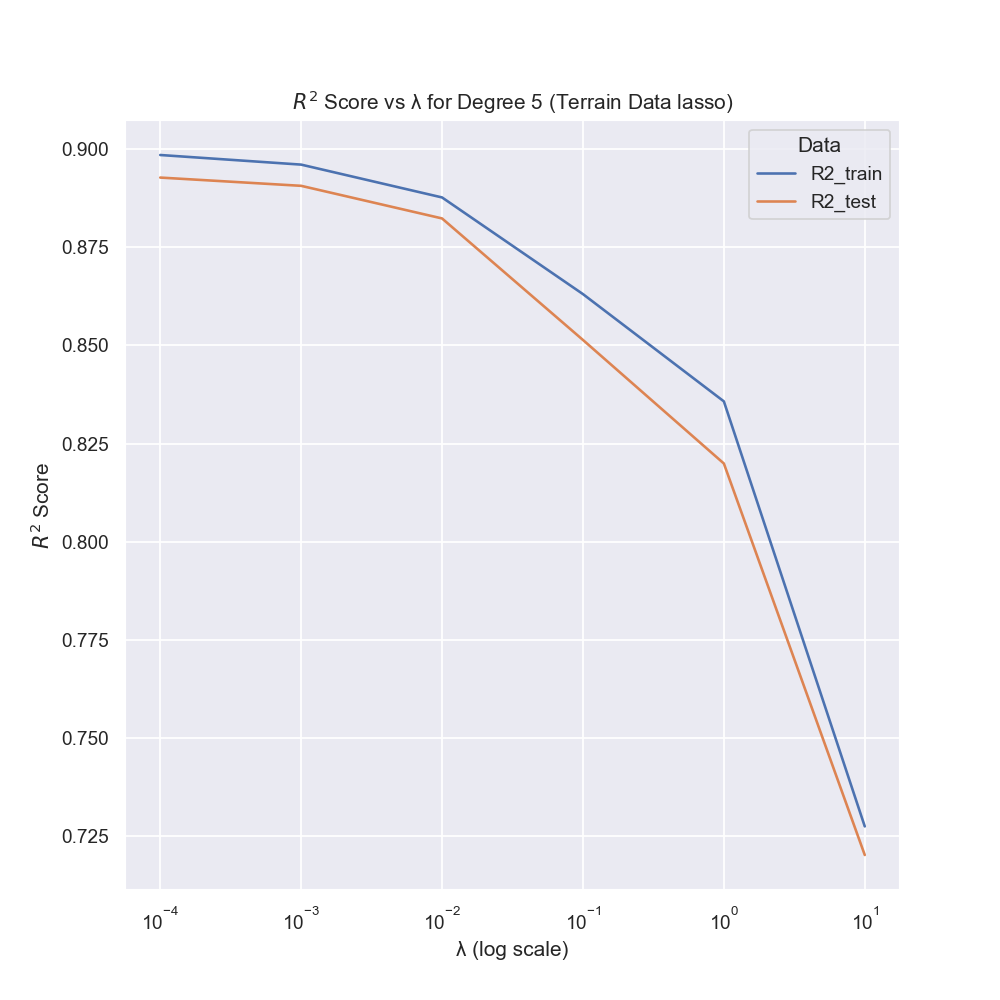 R² Score vs λ for Degree 5 (Terrain Data lasso)
Data
R2_train
R2_test
R² Score
0.900
0.875
0.850
0.825
0.800
0.775
0.750
0.725
10⁻⁴ 10⁻³ 10⁻² 10⁻¹ 10⁰ 10¹
λ (log scale)